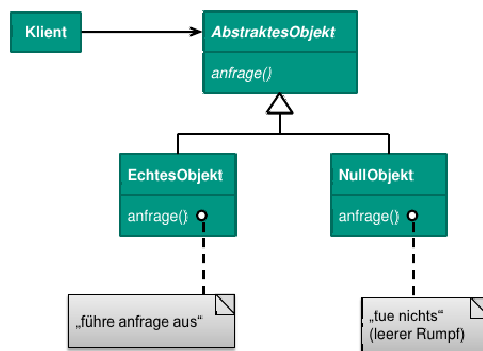 Klient
AbstraktesObjekt
anfrage()
EchtesObjekt
anfrage()
NullObjekt
anfrage()
„führe anfrage aus“
„tue nichts“
(leerer Rumpf)